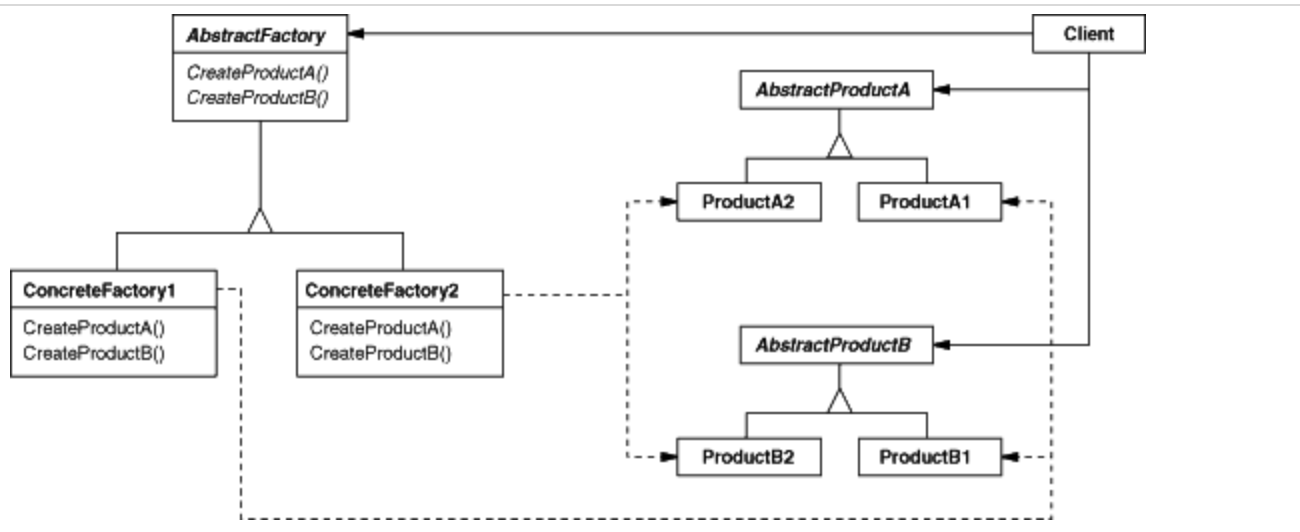 AbstractFactory
CreateProductA()
CreateProductB()
Client
AbstractProductA
ProductA2
ProductA1
ConcreteFactory1
CreateProductA()
CreateProductB()
ConcreteFactory2
CreateProductA()
CreateProductB()
AbstractProductB
ProductB2
ProductB1